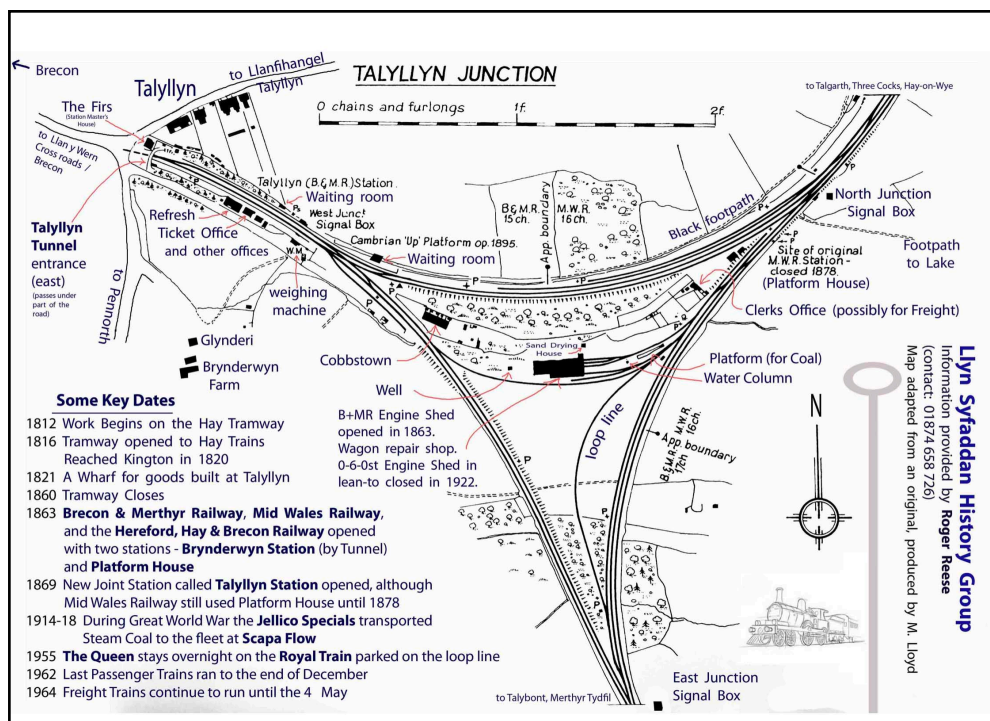 Brecon
Talyllyn
to Llanfihangel
Talyllyn
TALYLLYN JUNCTION
0 chains and furlongs 1f. 2f.
to Talgarth, Three Cocks, Hay-on-Wye
The Firs
(Station Master's
House)
to Llan y Wern
Cross roads /
Brecon
Talyllyn (B.& M.R.) Station.
Waiting room
West Junct.
Signal Box
Refresh
Ticket Office
and other offices
Cambrian 'Up' Platform op. 1895.
Waiting room
W.M.
weighing
machine
Talyllyn
Tunnel
entrance
(east)
(passes under
part of the
road)
to Pennorth
B.& M.R.
15 ch.
App. boundary
M.W.R.
16 ch.
Black footpath
North Junction
Signal Box
Footpath
to Lake
Site of original
M.W.R. Station-
closed 1878.
(Platform House)
Clerks Office (possibly for Freight)
Glynderi
Brynderwyn
Farm
Cobbstown
Sand Drying
House
Platform (for Coal)
Water Column
Well
B+MR Engine Shed
opened in 1863.
Wagon repair shop.
0-6-0st Engine Shed in
lean-to closed in 1922.
loop line
M.W.R.
16ch.
App. boundary
B.& M.R.
17ch
N
P
Some Key Dates
1812 Work Begins on the Hay Tramway
1816 Tramway opened to Hay Trains
Reached Kington in 1820
1821 A Wharf for goods built at Talyllyn
1860 Tramway Closes
1863 Brecon & Merthyr Railway, Mid Wales Railway,
and the Hereford, Hay & Brecon Railway opened
with two stations - Brynderwyn Station (by Tunnel)
and Platform House
1869 New Joint Station called Talyllyn Station opened, although
Mid Wales Railway still used Platform House until 1878
1914-18 During Great World War the Jellico Specials transported
Steam Coal to the fleet at Scapa Flow
1955 The Queen stays overnight on the Royal Train parked on the loop line
1962 Last Passenger Trains ran to the end of December
1964 Freight Trains continue to run until the 4 May
to Talybont, Merthyr Tydfil
East Junction
Signal Box
Llyn Syfaddan History Group
Information provided by Roger Reese
(contact: 01874 658 726)
Map adapted from an original, produced by M. Lloyd